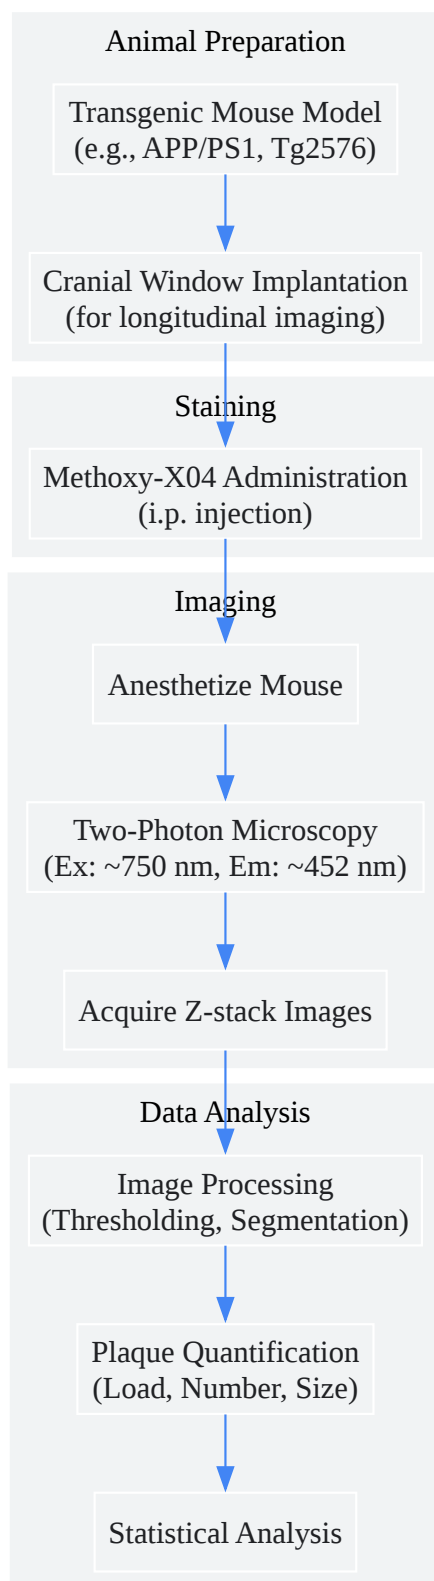 Animal Preparation
Transgenic Mouse Model
(e.g., APP/PS1, Tg2576)
Cranial Window Implantation
(for longitudinal imaging)
Staining
Methoxy-X04 Administration
(i.p. injection)
Imaging
Anesthetize Mouse
Two-Photon Microscopy
(Ex: ~750 nm, Em: ~452 nm)
Acquire Z-stack Images
Data Analysis
Image Processing
(Thresholding, Segmentation)
Plaque Quantification
(Load, Number, Size)
Statistical Analysis